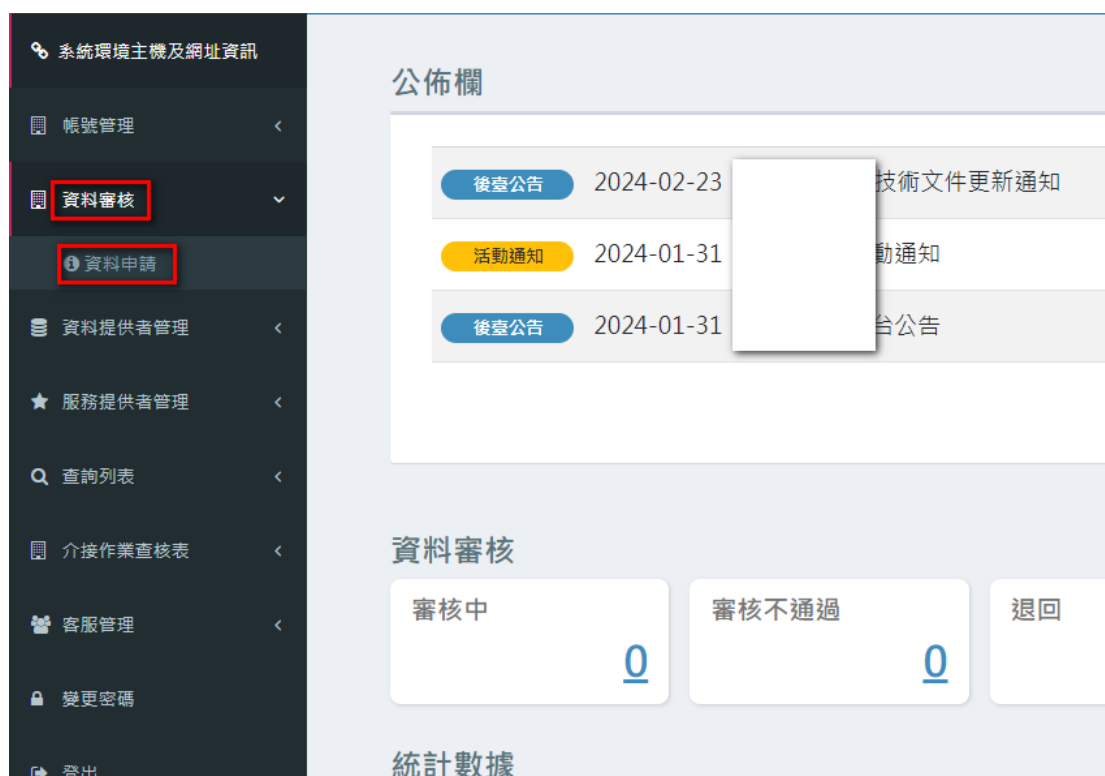 系統環境主機及網址資訊
帳號管理
資料審核
資料申請
資料提供者管理
服務提供者管理
查詢列表
介接作業查核表
客服管理
變更密碼
登出
公佈欄
後臺公告 2024-02-23 技術文件更新通知
活動通知 2024-01-31 動通知
後臺公告 2024-01-31 台公告
資料審核
審核中
0
審核不通過
0
退回
統計數據